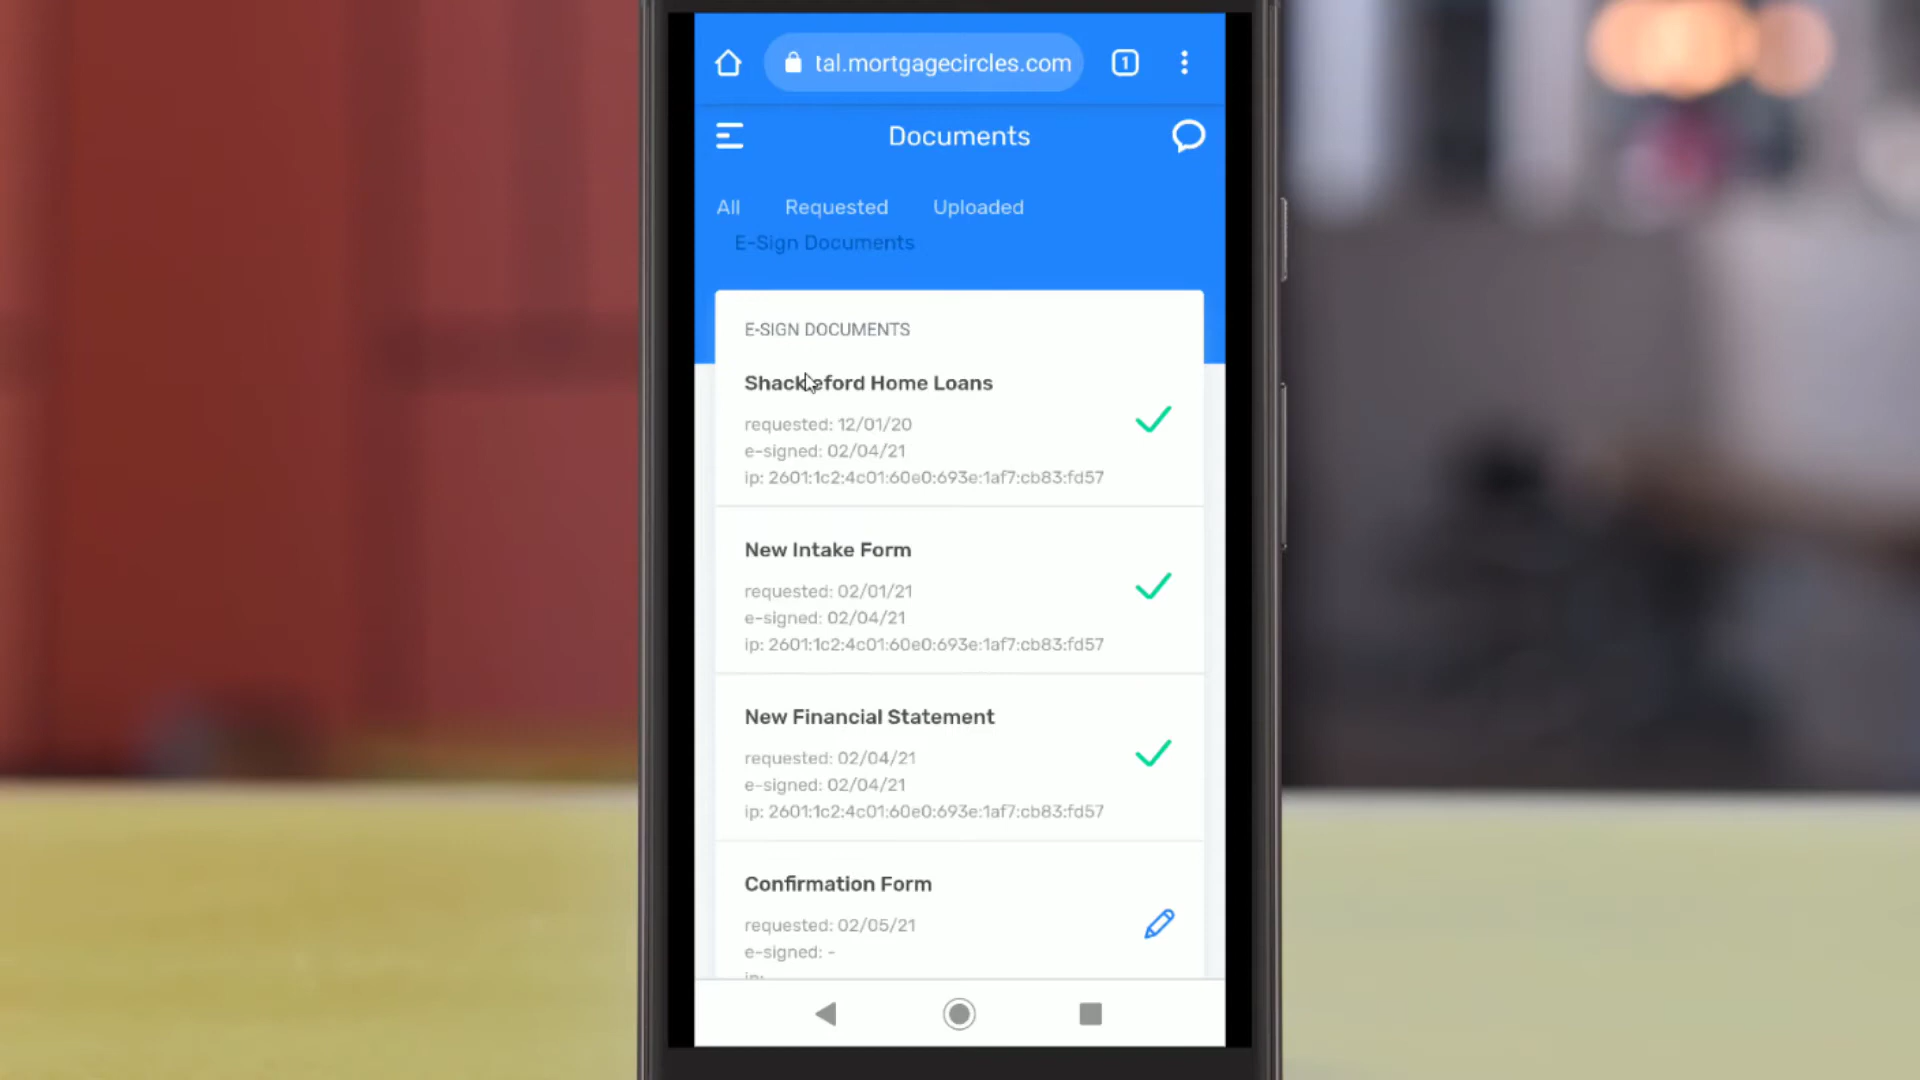 tal.mortgagecircles.com
1
Documents
All Requested Uploaded
E-Sign Documents
E-SIGN DOCUMENTS
Shackleford Home Loans
requested: 12/01/20
e-signed: 02/04/21
ip: 2601:1c2:4c01:60e0:693e:1af7:cb83:fd57
New Intake Form
requested: 02/01/21
e-signed: 02/04/21
ip: 2601:1c2:4c01:60e0:693e:1af7:cb83:fd57
New Financial Statement
requested: 02/04/21
e-signed: 02/04/21
ip: 2601:1c2:4c01:60e0:693e:1af7:cb83:fd57
Confirmation Form
requested: 02/05/21
e-signed: -
ip: